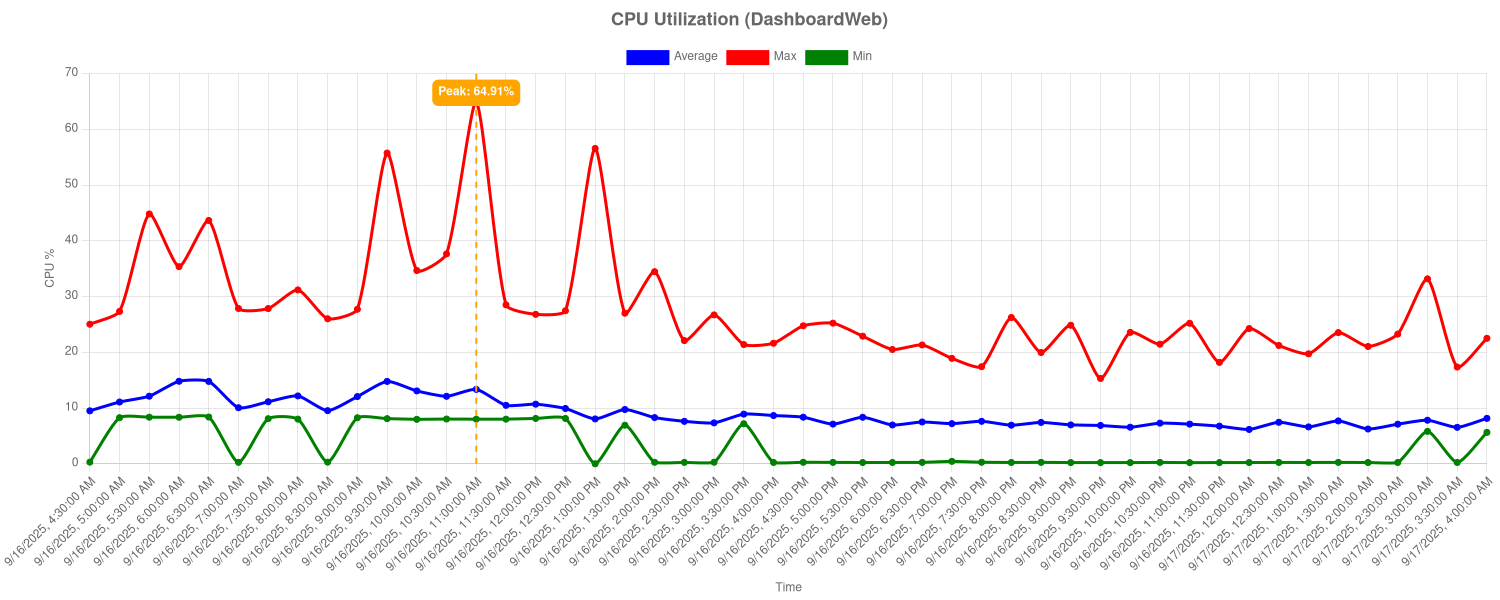 CPU Utilization (DashboardWeb)
Average Max Min
Peak: 64.91%
70
60
50
40
30
20
10
0
CPU %
9/16/2025, 4:30:00 AM
9/16/2025, 5:00:00 AM
9/16/2025, 5:30:00 AM
9/16/2025, 6:00:00 AM
9/16/2025, 6:30:00 AM
9/16/2025, 7:00:00 AM
9/16/2025, 7:30:00 AM
9/16/2025, 8:00:00 AM
9/16/2025, 8:30:00 AM
9/16/2025, 9:00:00 AM
9/16/2025, 9:30:00 AM
9/16/2025, 10:00:00 AM
9/16/2025, 10:30:00 AM
9/16/2025, 11:00:00 AM
9/16/2025, 11:30:00 AM
9/16/2025, 12:00:00 PM
9/16/2025, 12:30:00 PM
9/16/2025, 1:00:00 PM
9/16/2025, 1:30:00 PM
9/16/2025, 2:00:00 PM
9/16/2025, 2:30:00 PM
9/16/2025, 3:00:00 PM
9/16/2025, 3:30:00 PM
9/16/2025, 4:00:00 PM
9/16/2025, 4:30:00 PM
9/16/2025, 5:00:00 PM
9/16/2025, 5:30:00 PM
9/16/2025, 6:00:00 PM
9/16/2025, 6:30:00 PM
9/16/2025, 7:00:00 PM
9/16/2025, 7:30:00 PM
9/16/2025, 8:00:00 PM
9/16/2025, 8:30:00 PM
9/16/2025, 9:00:00 PM
9/16/2025, 9:30:00 PM
9/16/2025, 10:00:00 PM
9/16/2025, 10:30:00 PM
9/16/2025, 11:00:00 PM
9/16/2025, 11:30:00 PM
9/17/2025, 12:00:00 AM
9/17/2025, 12:30:00 AM
9/17/2025, 1:00:00 AM
9/17/2025, 1:30:00 AM
9/17/2025, 2:00:00 AM
9/17/2025, 2:30:00 AM
9/17/2025, 3:00:00 AM
9/17/2025, 3:30:00 AM
9/17/2025, 4:00:00 AM
Time